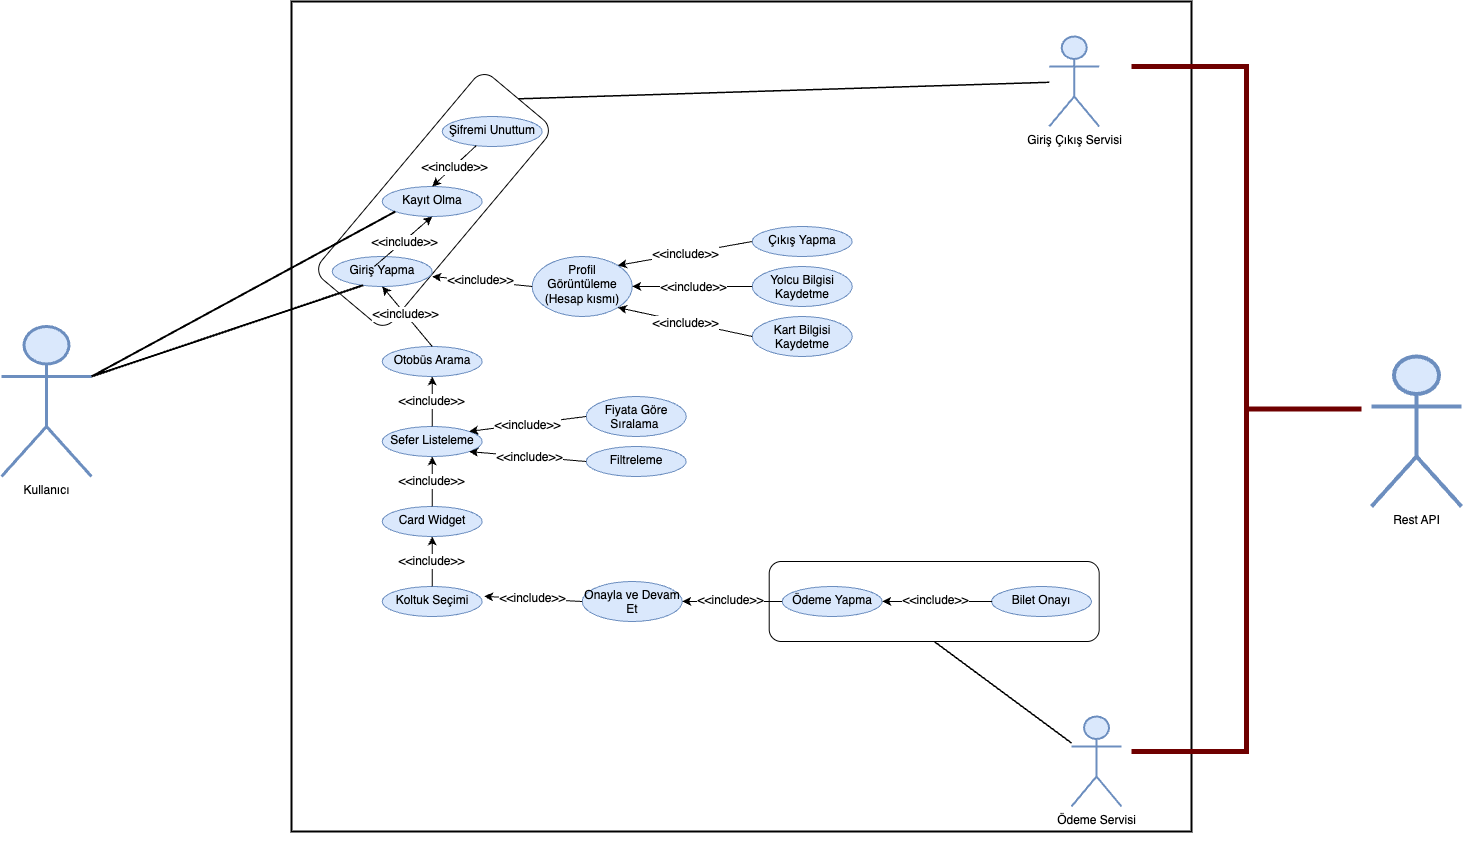 Giriş Çıkış Servisi
Şifremi Unuttum
<<include>>
Kayıt Olma
<<include>>
Giriş Yapma
<<include>>
Profil
Görüntüleme
(Hesap kısmı)
<<include>>
Çıkış Yapma
<<include>>
Yolcu Bilgisi
Kaydetme
<<include>>
Kart Bilgisi
Kaydetme
<<include>>
Otobüs Arama
<<include>>
Sefer Listeleme
<<include>>
Fiyata Göre
Sıralama
<<include>>
Filtreleme
<<include>>
Card Widget
<<include>>
Koltuk Seçimi
<<include>>
Onayla ve Devam
Et
<<include>>
Ödeme Yapma
<<include>>
Bilet Onayı
Kullanıcı
Rest API
Ödeme Servisi